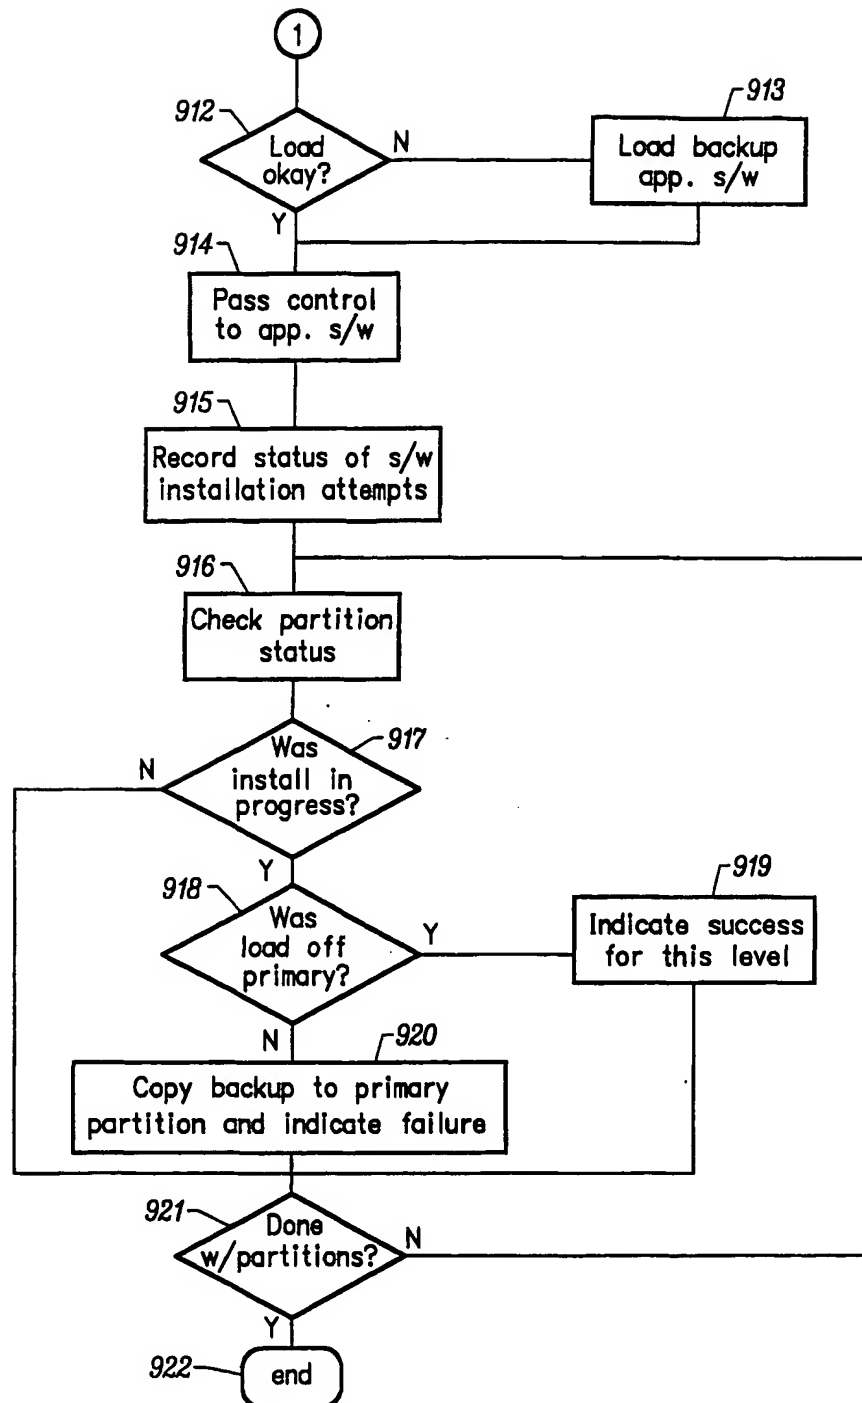 1
912
Load
okay?
N
Y
913
Load backup
app. s/w
914
Pass control
to app. s/w
915
Record status of s/w
installation attempts
916
Check partition
status
917
Was
install in
progress?
N
Y
918
Was
load off
primary?
Y
N
919
Indicate success
for this level
920
Copy backup to primary
partition and indicate failure
921
Done
w/partitions?
N
Y
922
end